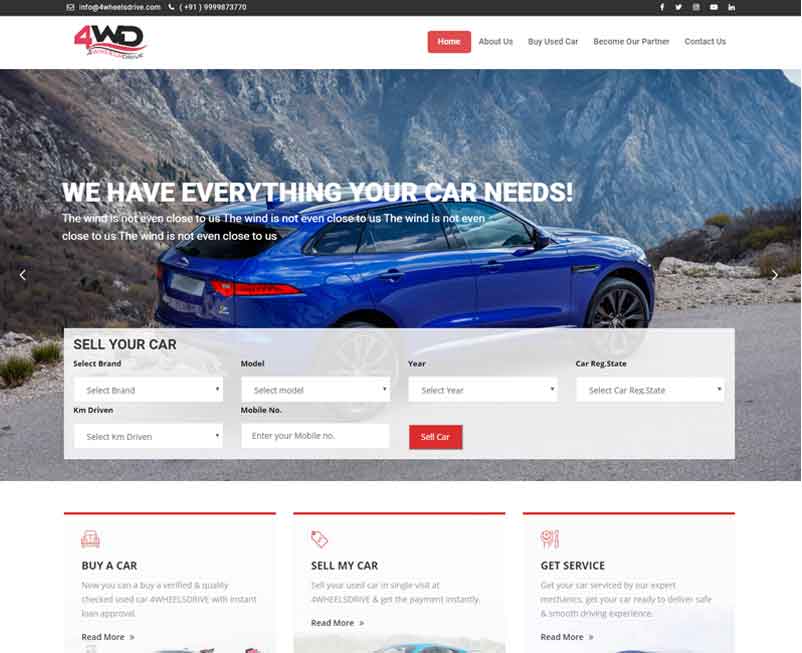 info@4wheelsdrive.com ( +91 ) 9999873770
4WD
4WHEELSDRIVE
Home About Us Buy Used Car Become Our Partner Contact Us
WE HAVE EVERYTHING YOUR CAR NEEDS!
The wind is not even close to us The wind is not even close to us The wind is not even
close to us The wind is not even close to us
SELL YOUR CAR
Select Brand Model Year Car Reg.State
Select Brand Select model Select Year Select Car Reg.State
Km Driven Mobile No.
Select Km Driven Enter your Mobile no. Sell Car
BUY A CAR SELL MY CAR GET SERVICE
Now you can a buy a verified & quality Sell your used car in single visit at Get your car serviced by our expert
checked used car 4WHEELSDRIVE with instant 4WHEELSDRIVE & get the payment instantly. mechanics, get your car ready to deliver safe
loan approval. & smooth driving experience.
Read More » Read More » Read More »